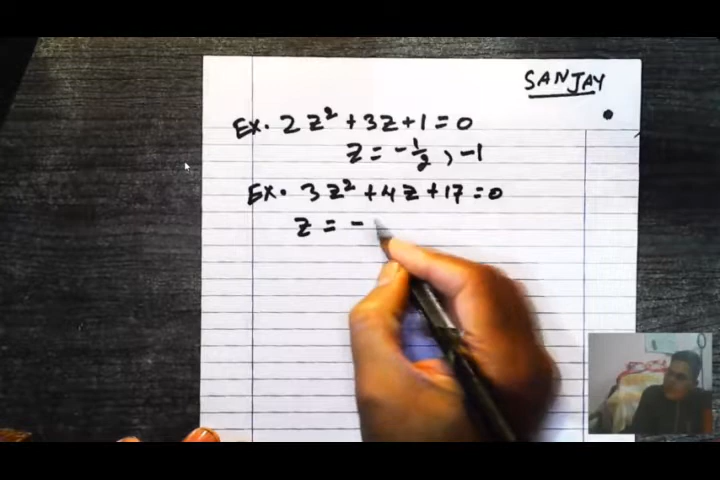 SANJAY
Ex. 2z² + 3z + 1 = 0
z = -1/2, -1
Ex. 3z² + 4z + 17 = 0
z = -